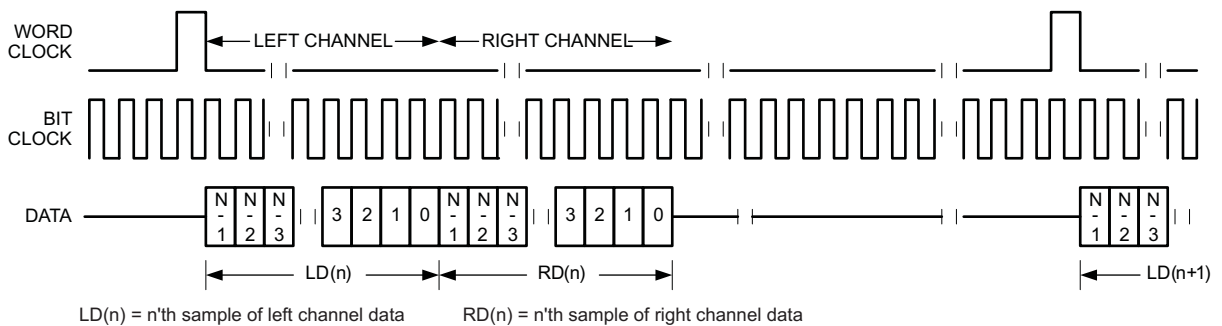 WORD
CLOCK
LEFT CHANNEL
RIGHT CHANNEL
BIT
CLOCK
DATA
N
-
1
N
-
2
N
-
3
3 2 1 0
N
-
1
N
-
2
N
-
3
3 2 1 0
N
-
1
N
-
2
N
-
3
LD(n)
RD(n)
LD(n+1)
LD(n) = n'th sample of left channel data
RD(n) = n'th sample of right channel data